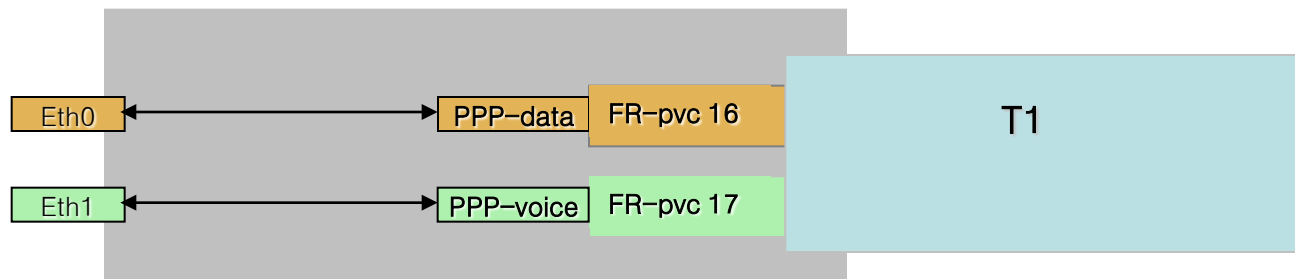 Eth0
PPP-data
FR-pvc 16
T1
Eth1
PPP-voice
FR-pvc 17